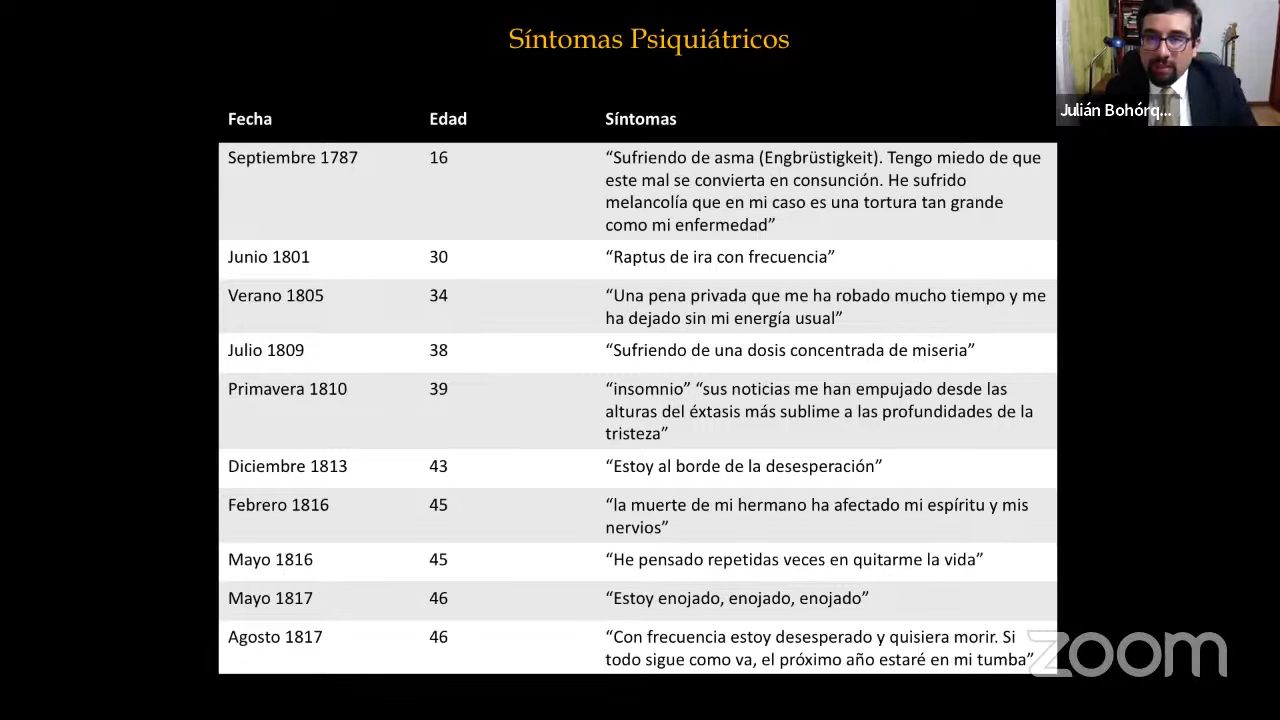 Síntomas Psiquiátricos
Julián Bohórq...
Fecha Edad Síntomas
Septiembre 1787 16 “Sufriendo de asma (Engbrüstigkeit). Tengo miedo de que
este mal se convierta en consunción. He sufrido
melancolía que en mi caso es una tortura tan grande
como mi enfermedad”
Junio 1801 30 “Raptus de ira con frecuencia”
Verano 1805 34 “Una pena privada que me ha robado mucho tiempo y me
ha dejado sin mi energía usual”
Julio 1809 38 “Sufriendo de una dosis concentrada de miseria”
Primavera 1810 39 “insomnio” “sus noticias me han empujado desde las
alturas del éxtasis más sublime a las profundidades de la
tristeza”
Diciembre 1813 43 “Estoy al borde de la desesperación”
Febrero 1816 45 “la muerte de mi hermano ha afectado mi espíritu y mis
nervios”
Mayo 1816 45 “He pensado repetidas veces en quitarme la vida”
Mayo 1817 46 “Estoy enojado, enojado, enojado”
Agosto 1817 46 “Con frecuencia estoy desesperado y quisiera morir. Si
todo sigue como va, el próximo año estaré en mi tumba”
zoom